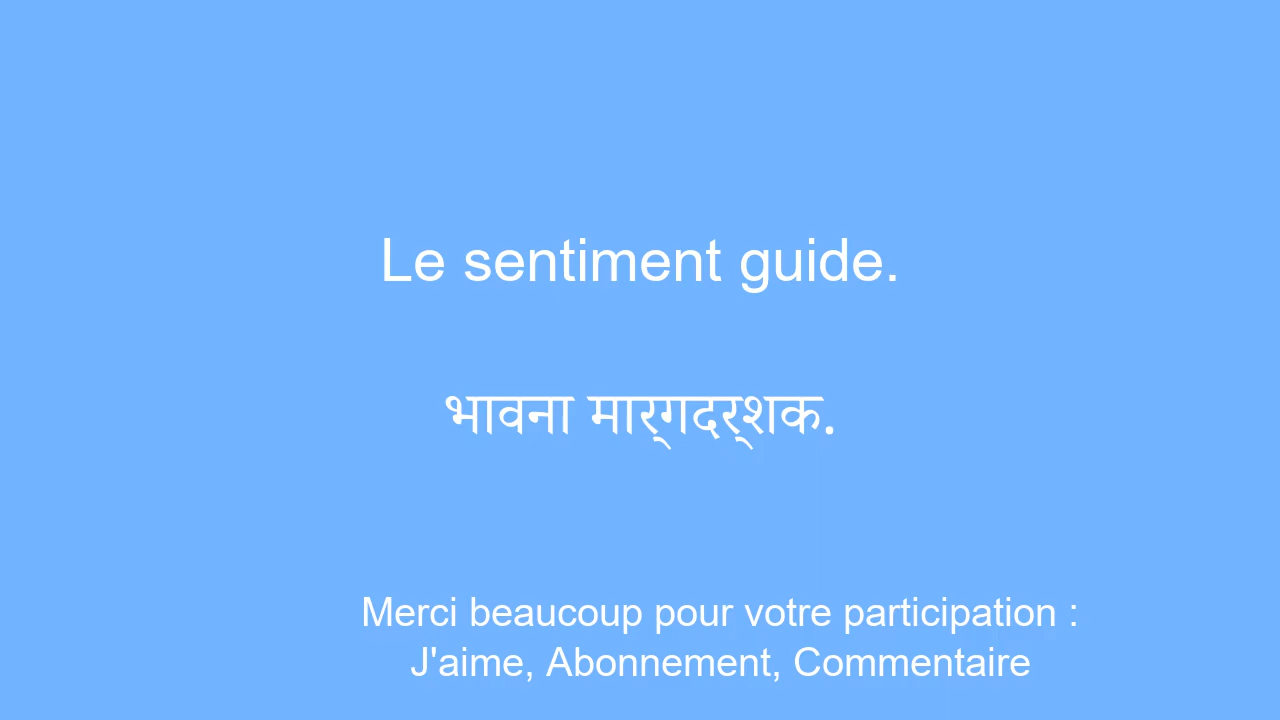 Le sentiment guide.
भावना मार्गदर्शक.
Merci beaucoup pour votre participation :
J'aime, Abonnement, Commentaire